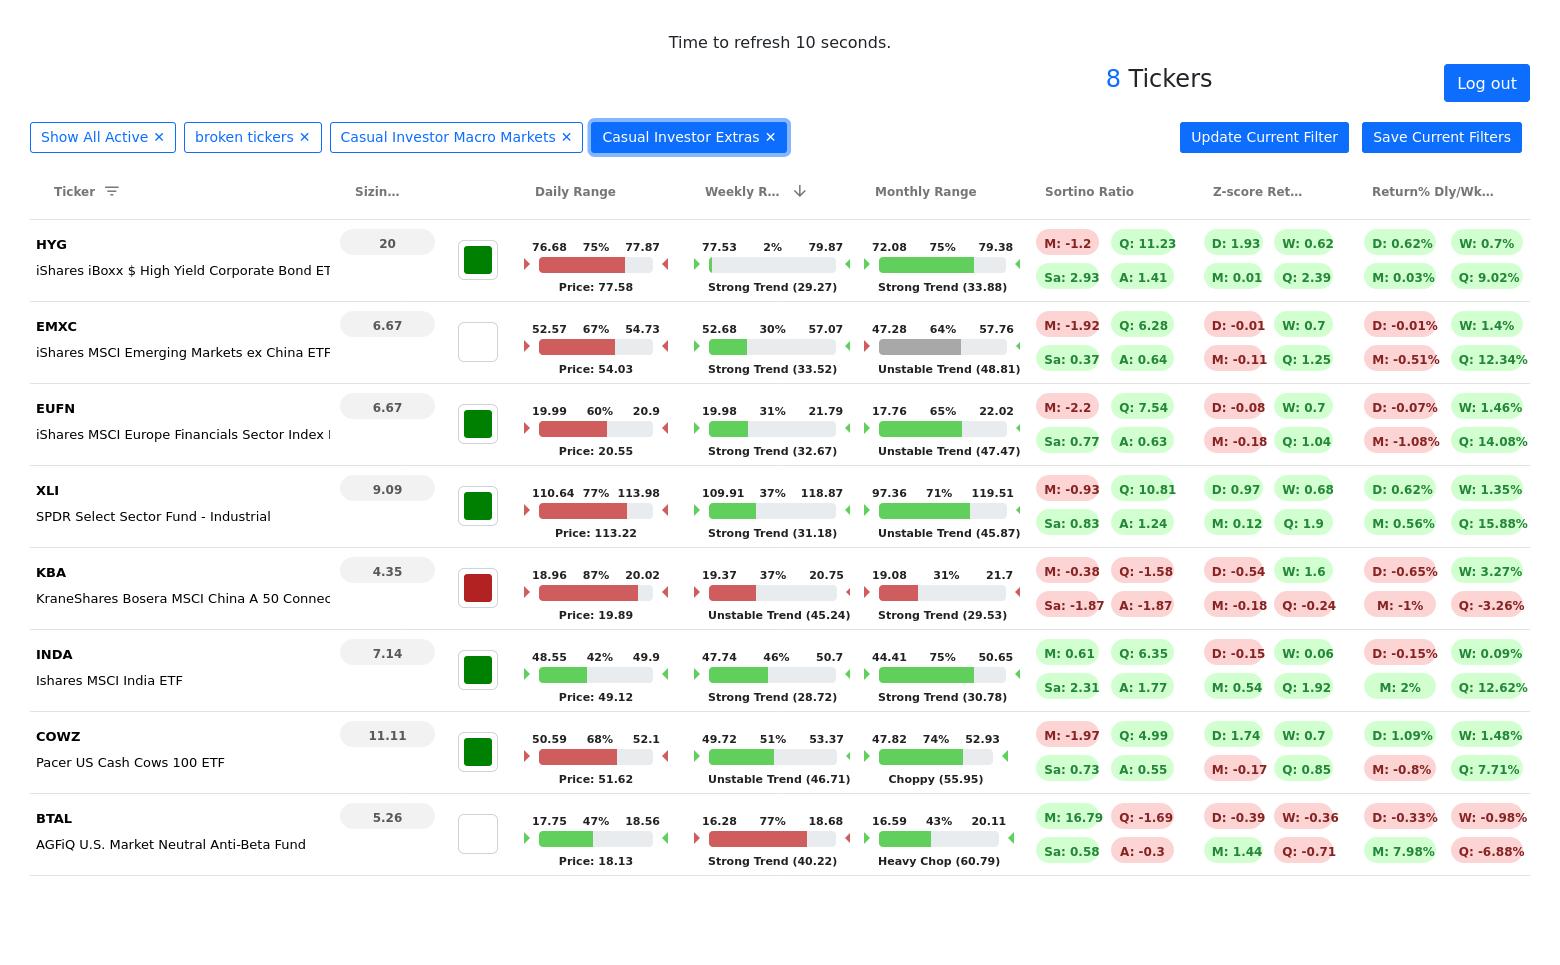 Time to refresh 10 seconds.
8 Tickers
Log out
Show All Active ✕ broken tickers ✕ Casual Investor Macro Markets ✕ Casual Investor Extras ✕ Update Current Filter Save Current Filters
Ticker Sizin... Daily Range Weekly R... Monthly Range Sortino Ratio Z-score Ret... Return% Dly/Wk...
HYG 20 76.68 75% 77.87 77.53 2% 79.87 72.08 75% 79.38 M: -1.2 Q: 11.23 D: 1.93 W: 0.62 D: 0.62% W: 0.7%
iShares iBoxx $ High Yield Corporate Bond ET Sa: 2.93 A: 1.41 M: 0.01 Q: 2.39 M: 0.03% Q: 9.02%
Price: 77.58 Strong Trend (29.27) Strong Trend (33.88)
EMXC 6.67 52.57 67% 54.73 52.68 30% 57.07 47.28 64% 57.76 M: -1.92 Q: 6.28 D: -0.01 W: 0.7 D: -0.01% W: 1.4%
iShares MSCI Emerging Markets ex China ETF Sa: 0.37 A: 0.64 M: -0.11 Q: 1.25 M: -0.51% Q: 12.34%
Price: 54.03 Strong Trend (33.52) Unstable Trend (48.81)
EUFN 6.67 19.99 60% 20.9 19.98 31% 21.79 17.76 65% 22.02 M: -2.2 Q: 7.54 D: -0.08 W: 0.7 D: -0.07% W: 1.46%
iShares MSCI Europe Financials Sector Index Sa: 0.77 A: 0.63 M: -0.18 Q: 1.04 M: -1.08% Q: 14.08%
Price: 20.55 Strong Trend (32.67) Unstable Trend (47.47)
XLI 9.09 110.64 77% 113.98 109.91 37% 118.87 97.36 71% 119.51 M: -0.93 Q: 10.81 D: 0.97 W: 0.68 D: 0.62% W: 1.35%
SPDR Select Sector Fund - Industrial Sa: 0.83 A: 1.24 M: 0.12 Q: 1.9 M: 0.56% Q: 15.88%
Price: 113.22 Strong Trend (31.18) Unstable Trend (45.87)
KBA 4.35 18.96 87% 20.02 19.37 37% 20.75 19.08 31% 21.7 M: -0.38 Q: -1.58 D: -0.54 W: 1.6 D: -0.65% W: 3.27%
KraneShares Bosera MSCI China A 50 Connec Sa: -1.87 A: -1.87 M: -0.18 Q: -0.24 M: -1% Q: -3.26%
Price: 19.89 Unstable Trend (45.24) Strong Trend (29.53)
INDA 7.14 48.55 42% 49.9 47.74 46% 50.7 44.41 75% 50.65 M: 0.61 Q: 6.35 D: -0.15 W: 0.06 D: -0.15% W: 0.09%
Ishares MSCI India ETF Sa: 2.31 A: 1.77 M: 0.54 Q: 1.92 M: 2% Q: 12.62%
Price: 49.12 Strong Trend (28.72) Strong Trend (30.78)
COWZ 11.11 50.59 68% 52.1 49.72 51% 53.37 47.82 74% 52.93 M: -1.97 Q: 4.99 D: 1.74 W: 0.7 D: 1.09% W: 1.48%
Pacer US Cash Cows 100 ETF Sa: 0.73 A: 0.55 M: -0.17 Q: 0.85 M: -0.8% Q: 7.71%
Price: 51.62 Unstable Trend (46.71) Choppy (55.95)
BTAL 5.26 17.75 47% 18.56 16.28 77% 18.68 16.59 43% 20.11 M: 16.79 Q: -1.69 D: -0.39 W: -0.36 D: -0.33% W: -0.98%
AGFiQ U.S. Market Neutral Anti-Beta Fund Sa: 0.58 A: -0.3 M: 1.44 Q: -0.71 M: 7.98% Q: -6.88%
Price: 18.13 Strong Trend (40.22) Heavy Chop (60.79)